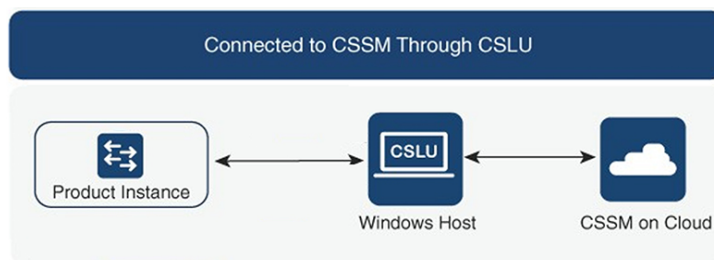 Connected to CSSM Through CSLU
CSLU
Product Instance
Windows Host
CSSM on Cloud